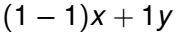 (1 − 1)x + 1y